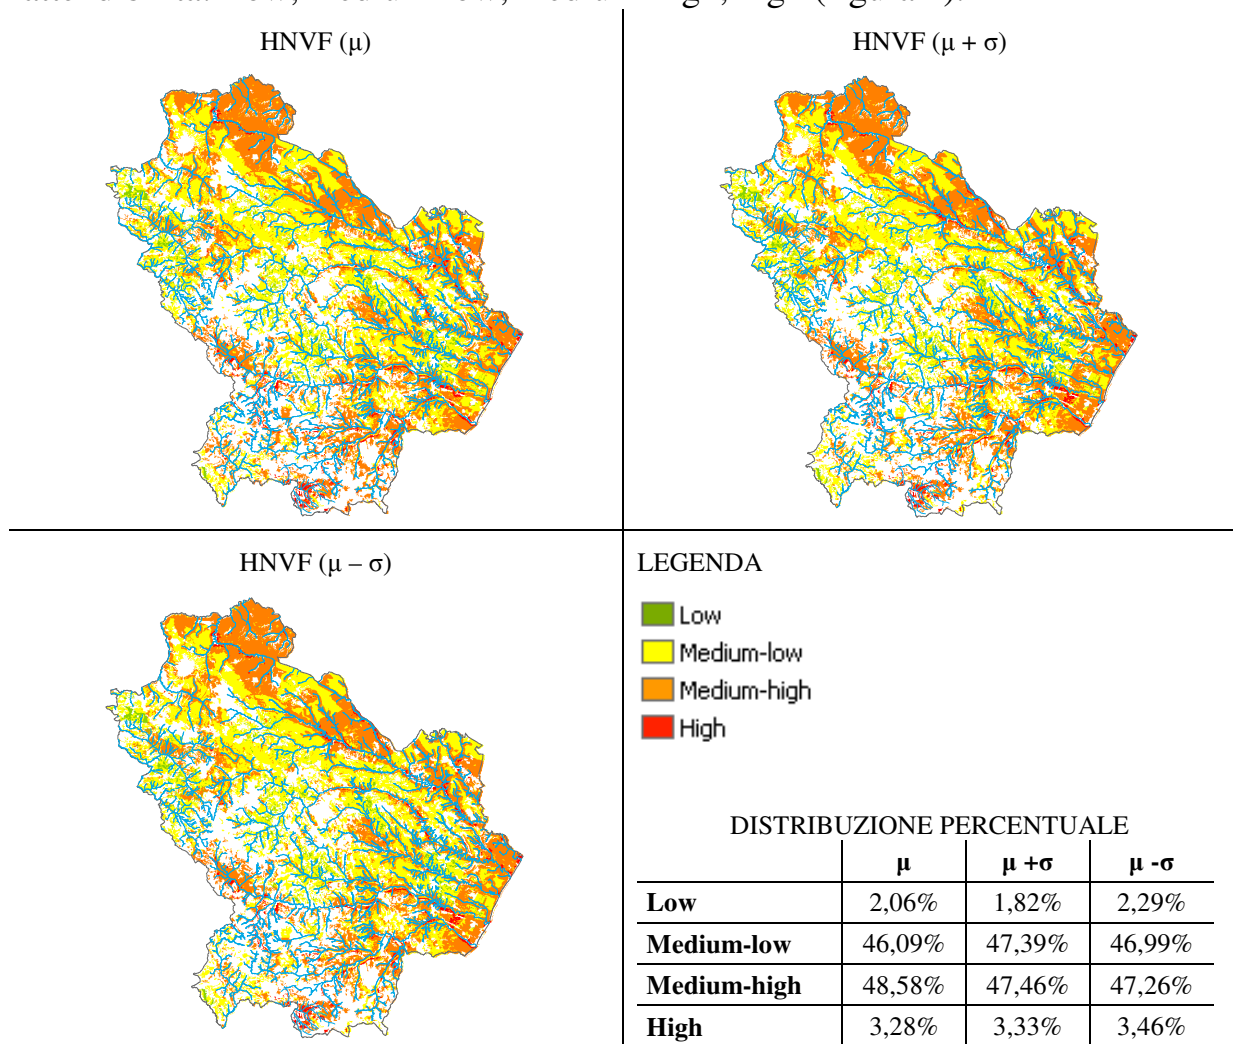 HNVF (μ)
HNVF (μ + σ)
HNVF (μ – σ)
LEGENDA
Low
Medium-low
Medium-high
High
DISTRIBUZIONE PERCENTUALE
μ μ +σ μ -σ
Low 2,06% 1,82% 2,29%
Medium-low 46,09% 47,39% 46,99%
Medium-high 48,58% 47,46% 47,26%
High 3,28% 3,33% 3,46%